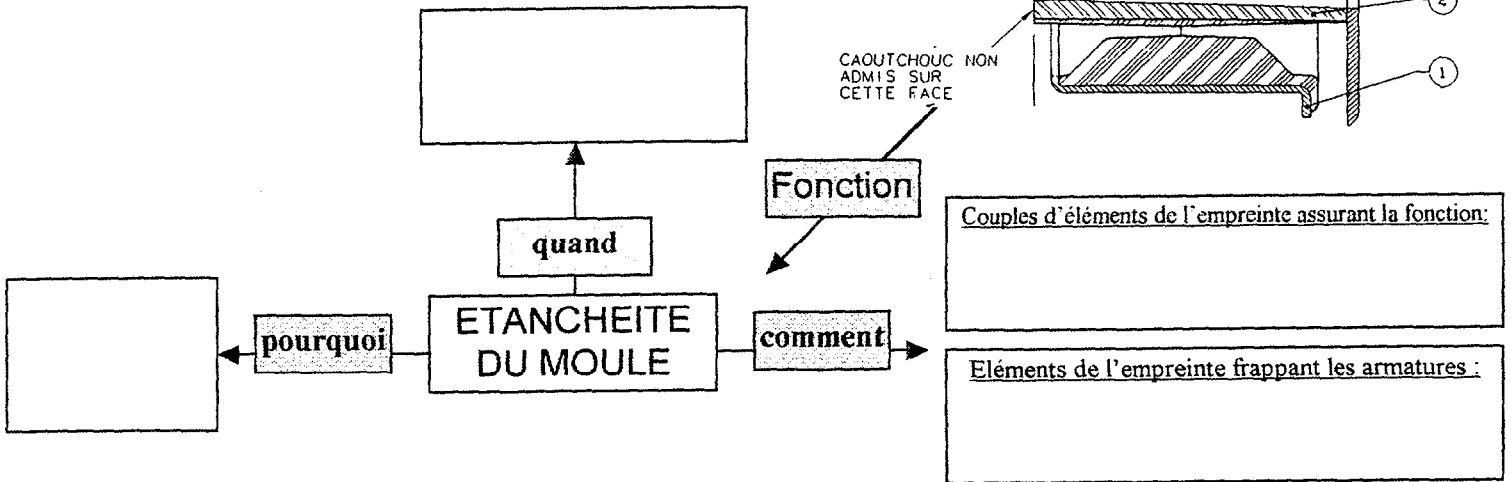 2
CAOUTCHOUC NON
ADMIS SUR
CETTE FACE
1
Fonction
Couples d'éléments de l'empreinte assurant la fonction:
quand
ETANCHEITE
DU MOULE
pourquoi
comment
Eléments de l'empreinte frappant les armatures :